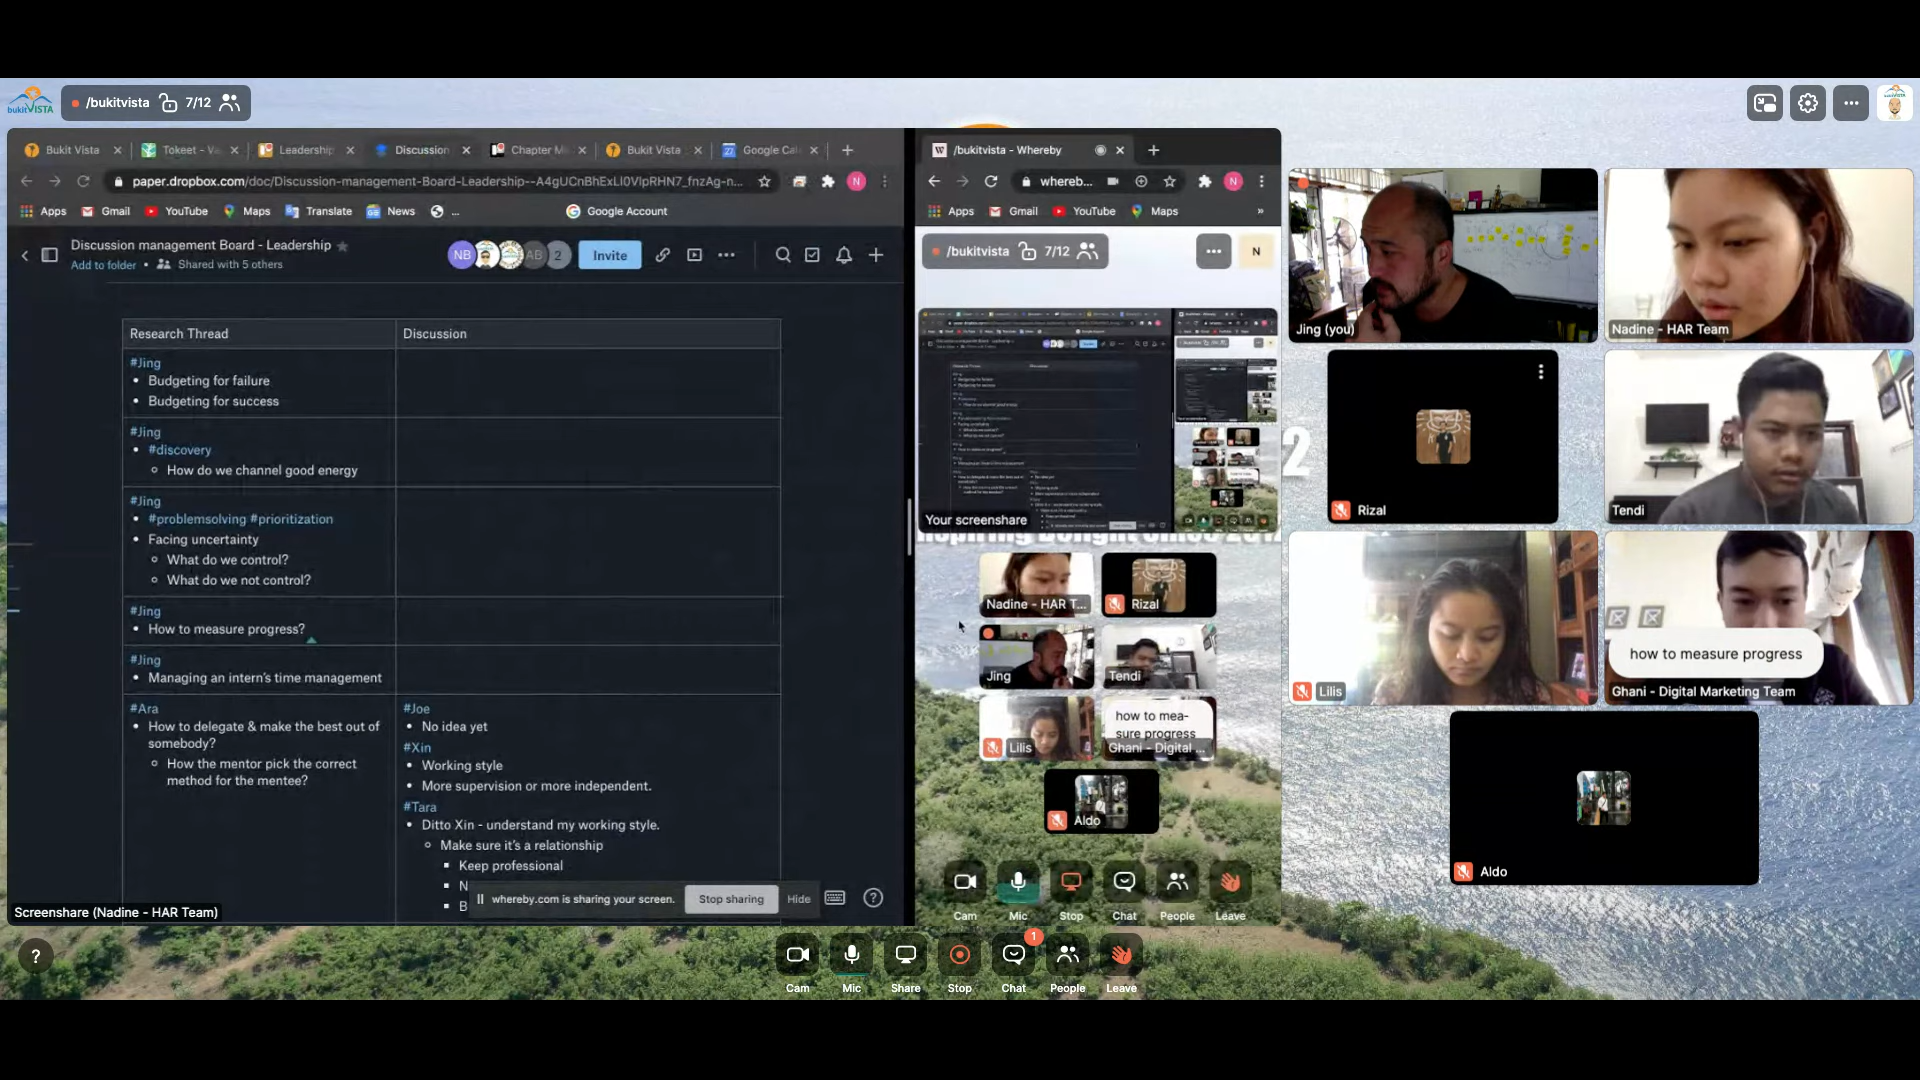 bukitVISTA
/bukitvista 7/12
Bukit Vista
Tokeet - Va
Leadership
Discussion
Chapter M
Bukit Vista
Google Cal
paper.dropbox.com/doc/Discussion-management-Board-Leadership--A4gUCnBhExLI0VlpRHN7_fnzAg-n...
N
Apps
Gmail
YouTube
Maps
Translate
News
...
Google Account
Discussion management Board - Leadership
Add to folder • Shared with 5 others
NB
AB
2
Invite
Research Thread
Discussion
#Jing
Budgeting for failure
Budgeting for success
#Jing
#discovery
How do we channel good energy
#Jing
#problemsolving #prioritization
Facing uncertainty
What do we control?
What do we not control?
#Jing
How to measure progress?
#Jing
Managing an intern's time management
#Ara
How to delegate & make the best out of
somebody?
How the mentor pick the correct
method for the mentee?
#Joe
No idea yet
#Xin
Working style
More supervision or more independent.
#Tara
Ditto Xin - understand my working style.
Make sure it's a relationship
Keep professional
N
B
whereby.com is sharing your screen.
Stop sharing
Hide
Screenshare (Nadine - HAR Team)
/bukitvista - Whereby
whereb...
N
Apps
Gmail
YouTube
Maps
»
/bukitvista 7/12
N
Your screenshare
Nadine - HAR T...
Rizal
Jing
Tendi
Lilis
how to mea-
sure progress
Ghani - Digital ...
Aldo
Cam
Mic
Stop
Chat
People
Leave
Jing (you)
Nadine - HAR Team
Rizal
Tendi
Lilis
how to measure progress
Ghani - Digital Marketing Team
Aldo
2
?
1
Cam
Mic
Share
Stop
Chat
People
Leave